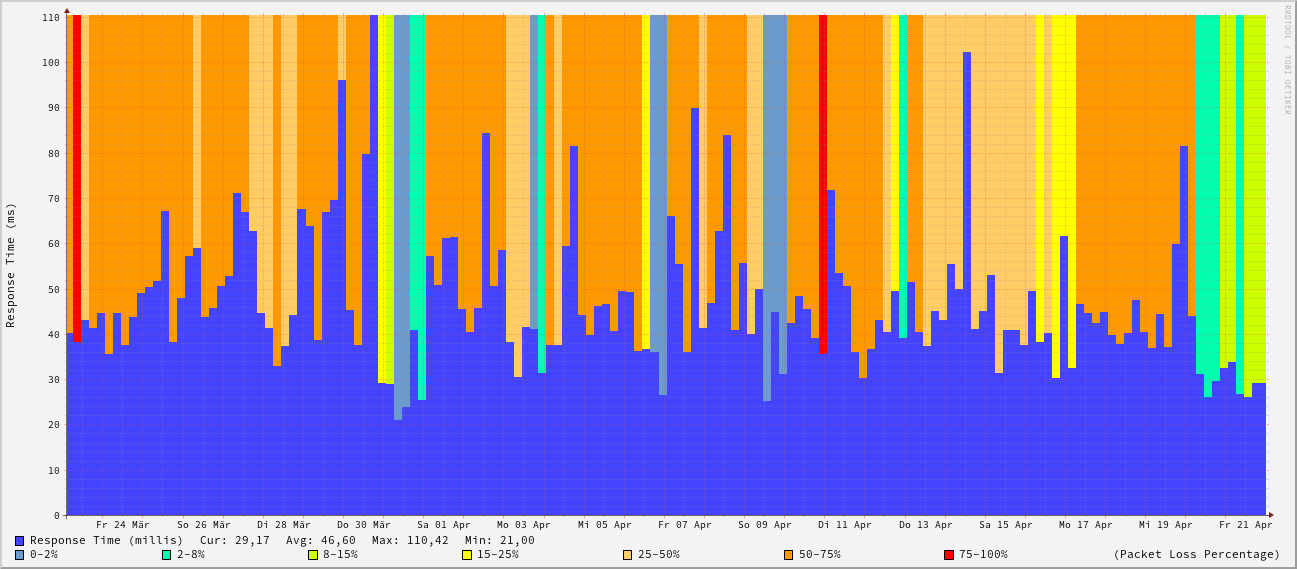 RRDTOOL / TOBI OETIKER
Response Time (ms)
110
100
90
80
70
60
50
40
30
20
10
0
Fr 24 Mär So 26 Mär Di 28 Mär Do 30 Mär Sa 01 Apr Mo 03 Apr Mi 05 Apr Fr 07 Apr So 09 Apr Di 11 Apr Do 13 Apr Sa 15 Apr Mo 17 Apr Mi 19 Apr Fr 21 Apr
Response Time (millis) Cur: 29,17 Avg: 46,60 Max: 110,42 Min: 21,00
0-2% 2-8% 8-15% 15-25% 25-50% 50-75% 75-100% (Packet Loss Percentage)